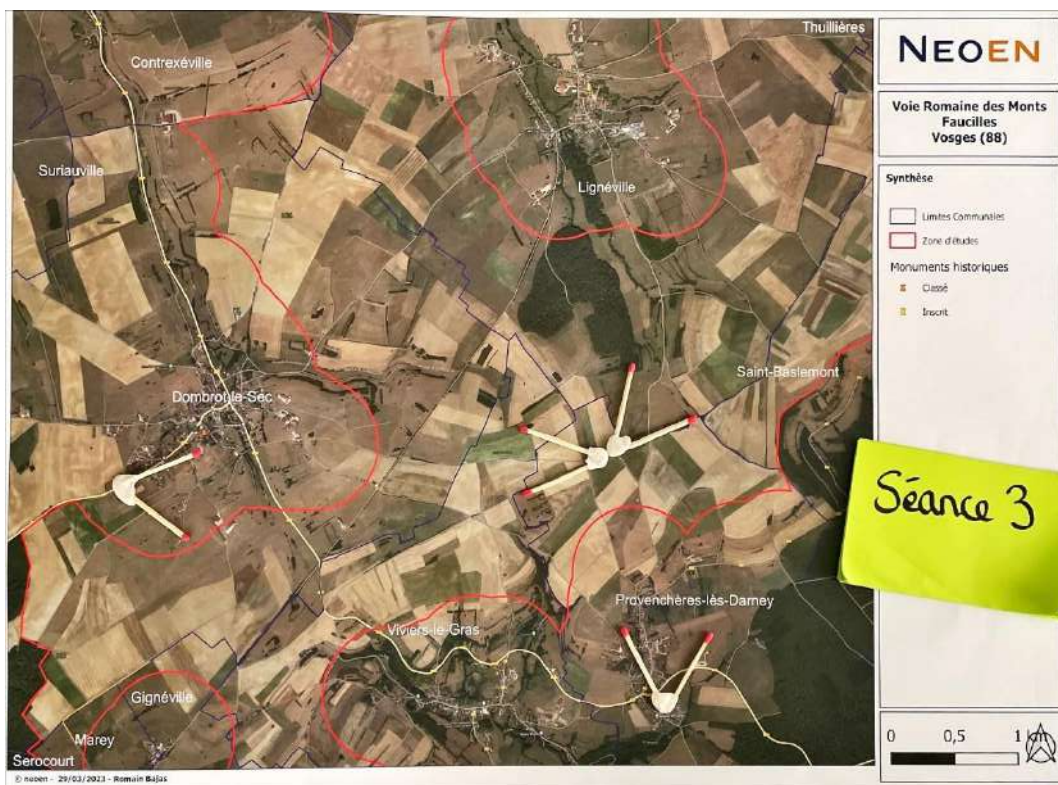 Thuillières
Contrexéville
NEOEN
Voie Romaine des Monts
Faucilles
Vosges (88)
Suriauville
Synthèse
Lignéville
Limites Communales
Zone d'études
Monuments historiques
Classé
Inscrit
Saint-Baslemont
Dombrot-le-Sec
Séance 3
Provenchères-lès-Darney
Viviers-le-Gras
Gignéville
Marey
Serocourt
0 0,5 1
© neoen - 29/03/2023 - Romain Bajas